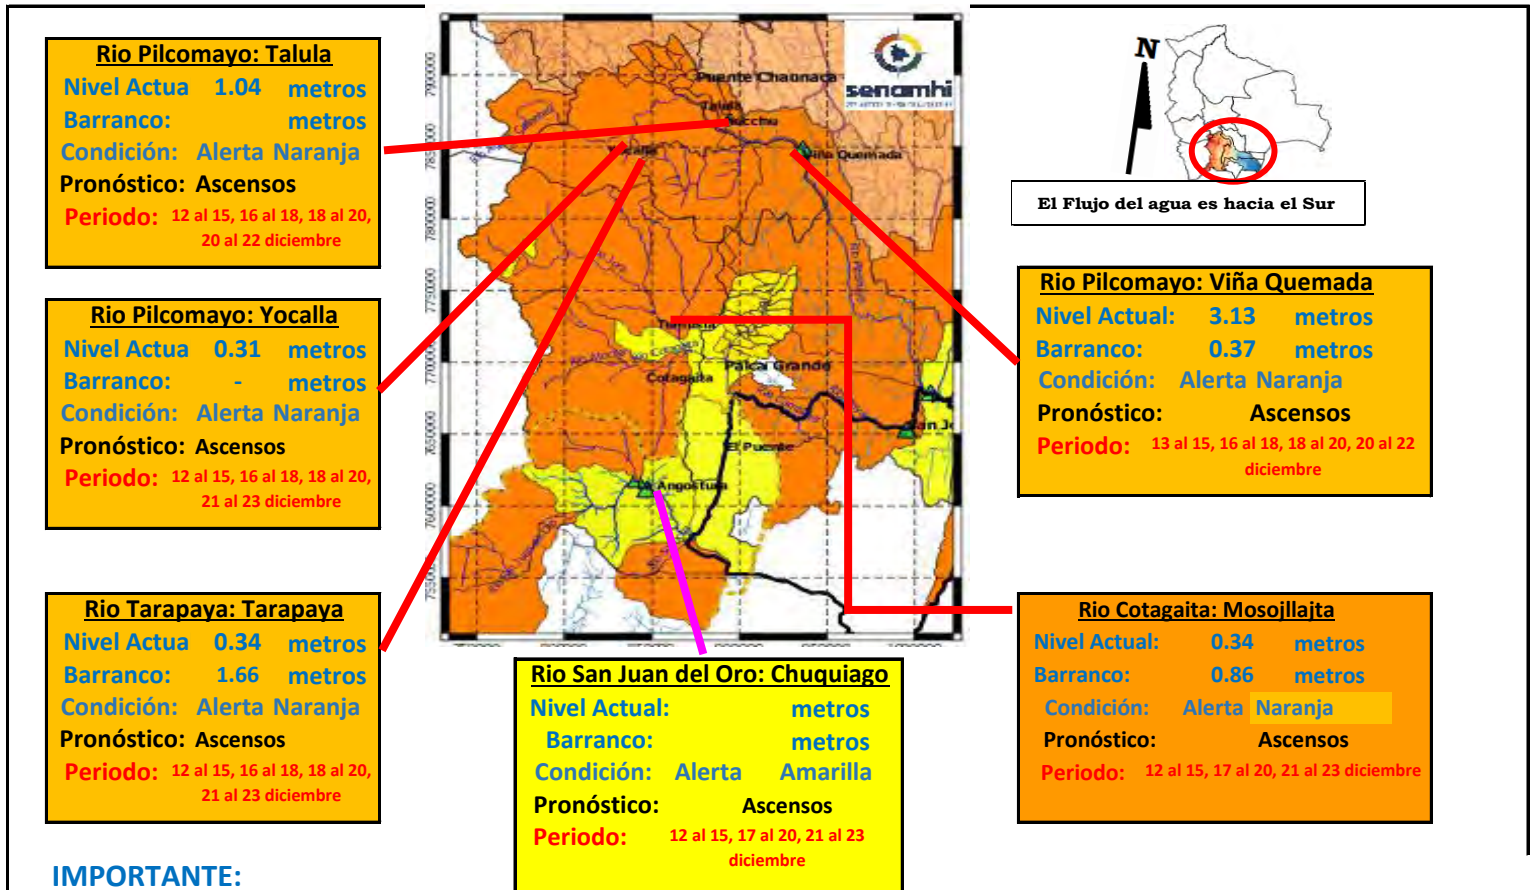 Rio Pilcomayo: Talula
Nivel Actua 1.04 metros
Barranco: metros
Condición: Alerta Naranja
Pronóstico: Ascensos
Periodo: 12 al 15, 16 al 18, 18 al 20,
20 al 22 diciembre
Rio Pilcomayo: Yocalla
Nivel Actua 0.31 metros
Barranco: - metros
Condición: Alerta Naranja
Pronóstico: Ascensos
Periodo: 12 al 15, 16 al 18, 18 al 20,
21 al 23 diciembre
Rio Tarapaya: Tarapaya
Nivel Actua 0.34 metros
Barranco: 1.66 metros
Condición: Alerta Naranja
Pronóstico: Ascensos
Periodo: 12 al 15, 16 al 18, 18 al 20,
21 al 23 diciembre
senamhi
Puente Chaunaca
Talula
Yocalla
Viña Quemada
Tumusla
Cotagaita
Palca Grande
El Puente
Angostura
7900000
7850000
7800000
7750000
7700000
7650000
7600000
Rio San Juan del Oro: Chuquiago
Nivel Actual: metros
Barranco: metros
Condición: Alerta Amarilla
Pronóstico: Ascensos
Periodo: 12 al 15, 17 al 20, 21 al 23
diciembre
N
El Flujo del agua es hacia el Sur
Rio Pilcomayo: Viña Quemada
Nivel Actual: 3.13 metros
Barranco: 0.37 metros
Condición: Alerta Naranja
Pronóstico: Ascensos
Periodo: 13 al 15, 16 al 18, 18 al 20, 20 al 22
diciembre
Rio Cotagaita: Mosojllajta
Nivel Actual: 0.34 metros
Barranco: 0.86 metros
Condición: Alerta Naranja
Pronóstico: Ascensos
Periodo: 12 al 15, 17 al 20, 21 al 23 diciembre
IMPORTANTE: